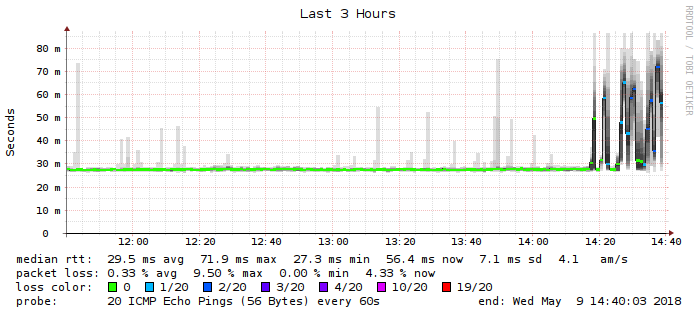 Last 3 Hours
RRDTOOL / TOBI OETIKER
Seconds
80 m
70 m
60 m
50 m
40 m
30 m
20 m
10 m
0
12:00 12:20 12:40 13:00 13:20 13:40 14:00 14:20 14:40
median rtt: 29.5 ms avg 71.9 ms max 27.3 ms min 56.4 ms now 7.1 ms sd 4.1 am/s
packet loss: 0.33 % avg 9.50 % max 0.00 % min 4.33 % now
loss color: 0 1/20 2/20 3/20 4/20 10/20 19/20
probe: 20 ICMP Echo Pings (56 Bytes) every 60s end: Wed May 9 14:40:03 2018